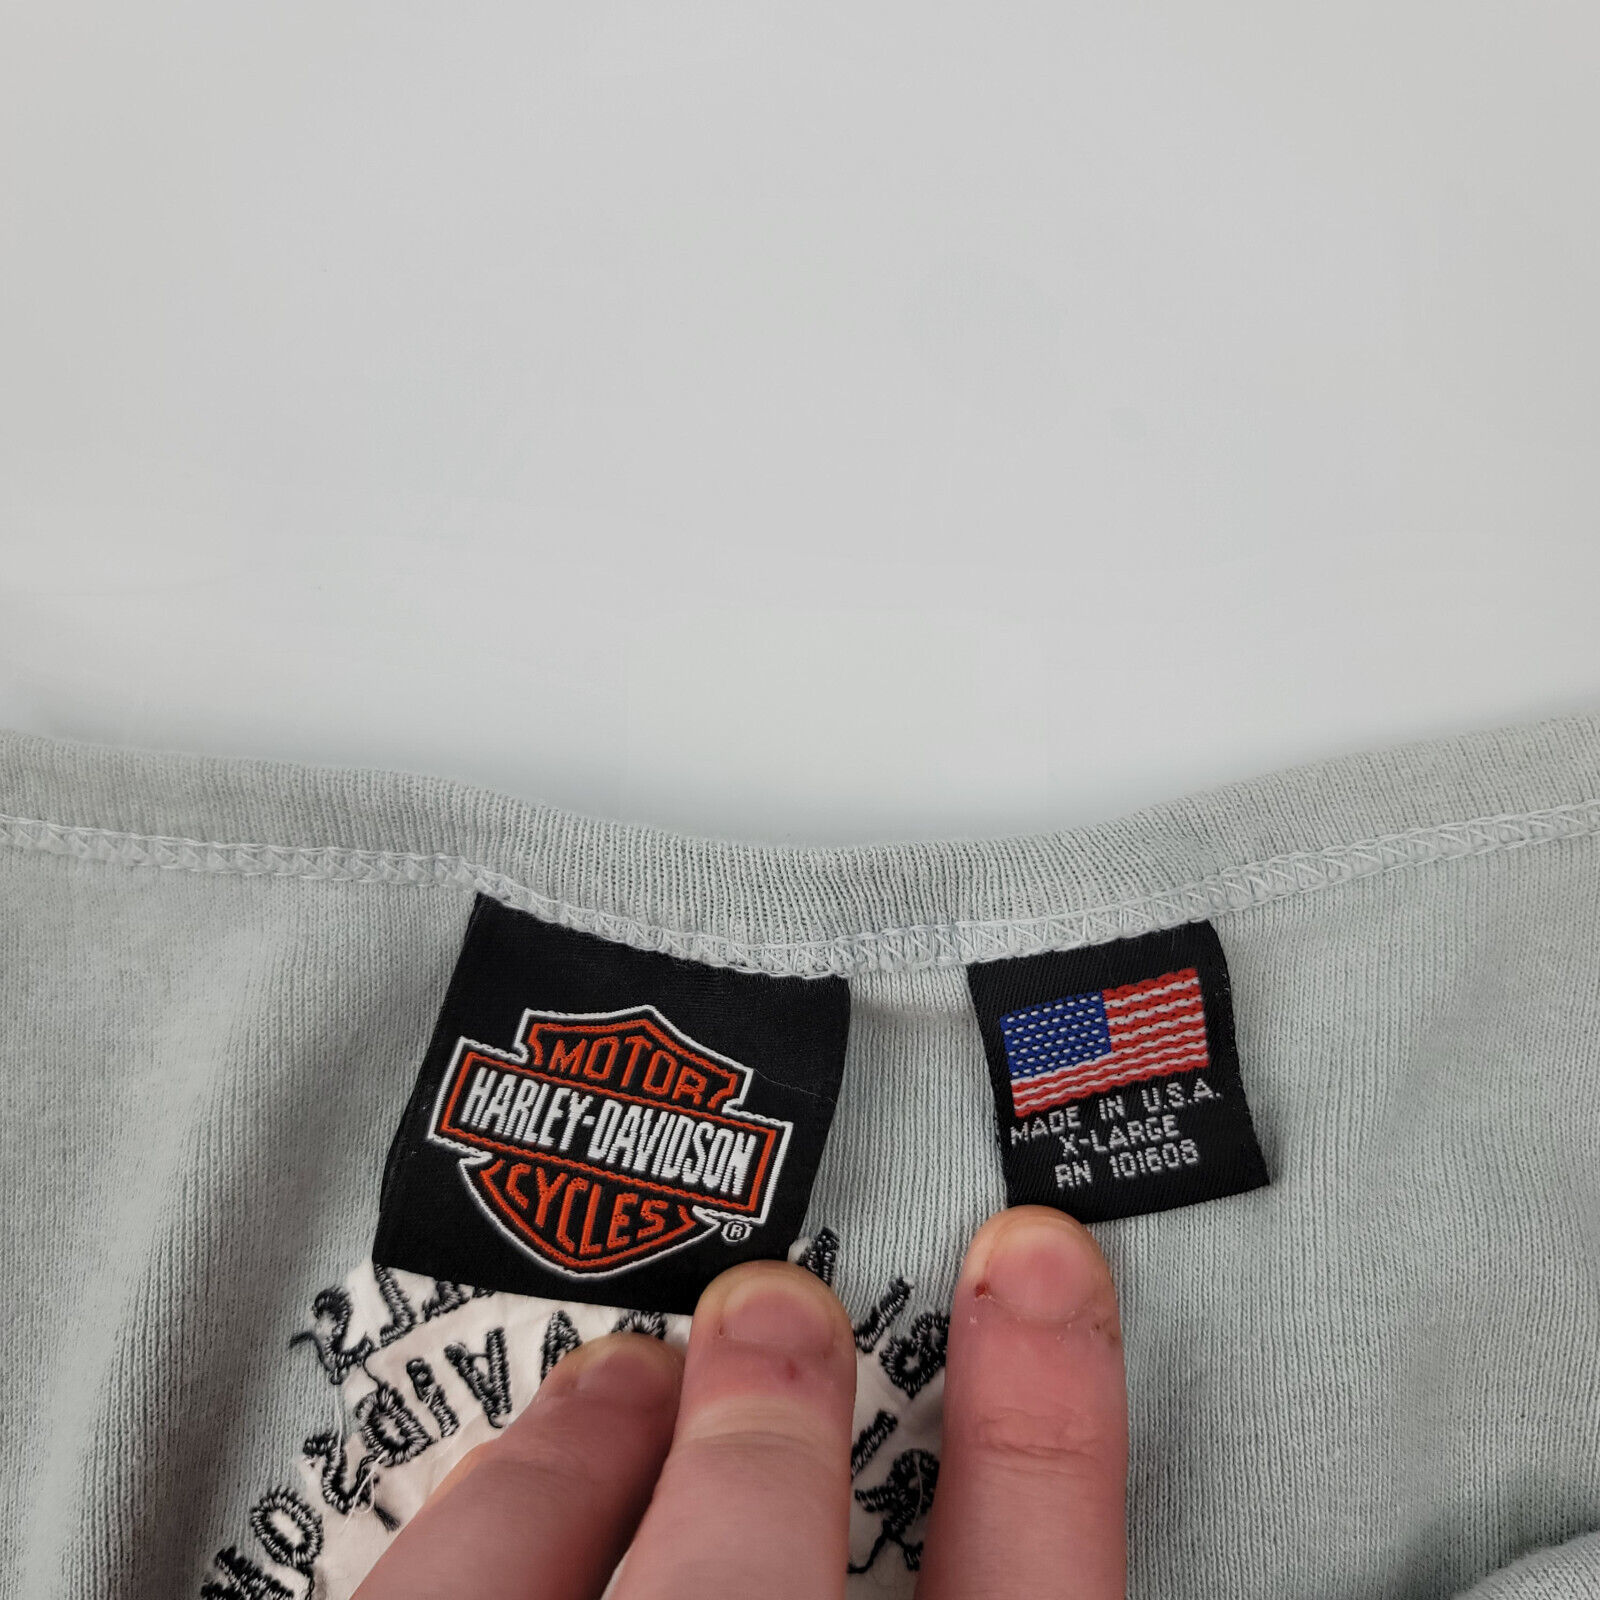 MOTOR
HARLEY-DAVIDSON
CYCLES
®
MADE IN U.S.A.
X-LARGE
RN 101608